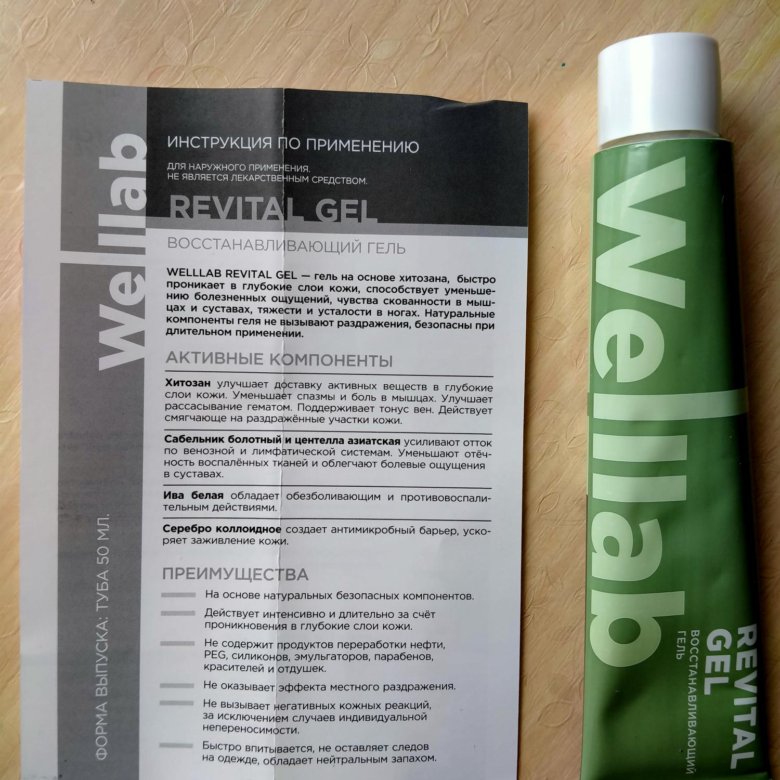 Welllab
ФОРМА ВЫПУСКА: ТУБА 50 МЛ.
ИНСТРУКЦИЯ ПО ПРИМЕНЕНИЮ
ДЛЯ НАРУЖНОГО ПРИМЕНЕНИЯ.
НЕ ЯВЛЯЕТСЯ ЛЕКАРСТВЕННЫМ СРЕДСТВОМ.
REVITAL GEL
ВОССТАНАВЛИВАЮЩИЙ ГЕЛЬ
WELLLAB REVITAL GEL — гель на основе хитозана, быстро
проникает в глубокие слои кожи, способствует уменьше-
нию болезненных ощущений, чувства скованности в мыш-
цах и суставах, тяжести и усталости в ногах. Натуральные
компоненты геля не вызывают раздражения, безопасны при
длительном применении.
АКТИВНЫЕ КОМПОНЕНТЫ
Хитозан улучшает доставку активных веществ в глубокие
слои кожи. Уменьшает спазмы и боль в мышцах. Улучшает
рассасывание гематом. Поддерживает тонус вен. Действует
смягчающе на раздражённые участки кожи.
Сабельник болотный и центелла азиатская усиливают отток
по венозной и лимфатической системам. Уменьшают отёч-
ность воспалённых тканей и облегчают болевые ощущения
в суставах.
Ива белая обладает обезболивающим и противовоспали-
тельным действиями.
Серебро коллоидное создает антимикробный барьер, уско-
ряет заживление кожи.
ПРЕИМУЩЕСТВА
На основе натуральных безопасных компонентов.
Действует интенсивно и длительно за счёт
проникновения в глубокие слои кожи.
Не содержит продуктов переработки нефти,
PEG, силиконов, эмульгаторов, парабенов,
красителей и отдушек.
Не оказывает эффекта местного раздражения.
Не вызывает негативных кожных реакций,
за исключением случаев индивидуальной
непереносимости.
Быстро впитывается, не оставляет следов
на одежде, обладает нейтральным запахом.
Welllab
REVITAL
GEL
ВОССТАНАВЛИВАЮЩИЙ
ГЕЛЬ